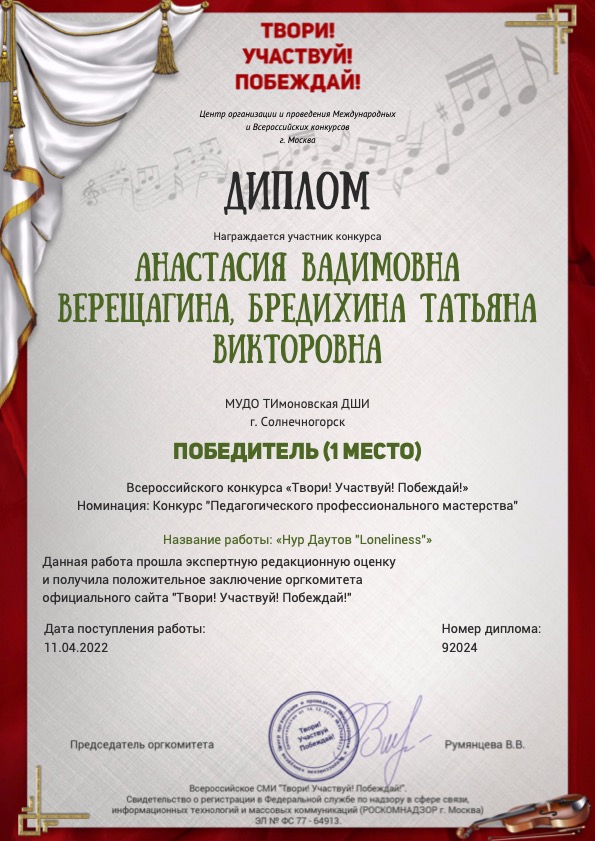 ТВОРИ!
УЧАСТВУЙ!
ПОБЕЖДАЙ!
Центр организации и проведения Международных
и Всероссийских конкурсов
г. Москва
ДИПЛОМ
Награждается участник конкурса
АНАСТАСИЯ ВАДИМОВНА
ВЕРЕЩАГИНА, БРЕДИХИНА ТАТЬЯНА
ВИКТОРОВНА
МУДО ТИмоновская ДШИ
г. Солнечногорск
ПОБЕДИТЕЛЬ (1 МЕСТО)
Всероссийского конкурса «Твори! Участвуй! Побеждай!»
Номинация: Конкурс "Педагогического профессионального мастерства"
Название работы: «Нур Даутов "Loneliness"»
Данная работа прошла экспертную редакционную оценку
и получила положительное заключение оргкомитета
официального сайта "Твори! Участвуй! Побеждай!"
Дата поступления работы:
11.04.2022
Номер диплома:
92024
Твори!
Участвуй
Побеждай!
Председатель оргкомитета
Румянцева В.В.
Всероссийское СМИ "Твори! Участвуй! Побеждай!".
Свидетельство о регистрации в Федеральной службе по надзору в сфере связи,
информационных технологий и массовых коммуникаций (РОСКОМНАДЗОР г. Москва)
ЭЛ № ФС 77 - 64913.